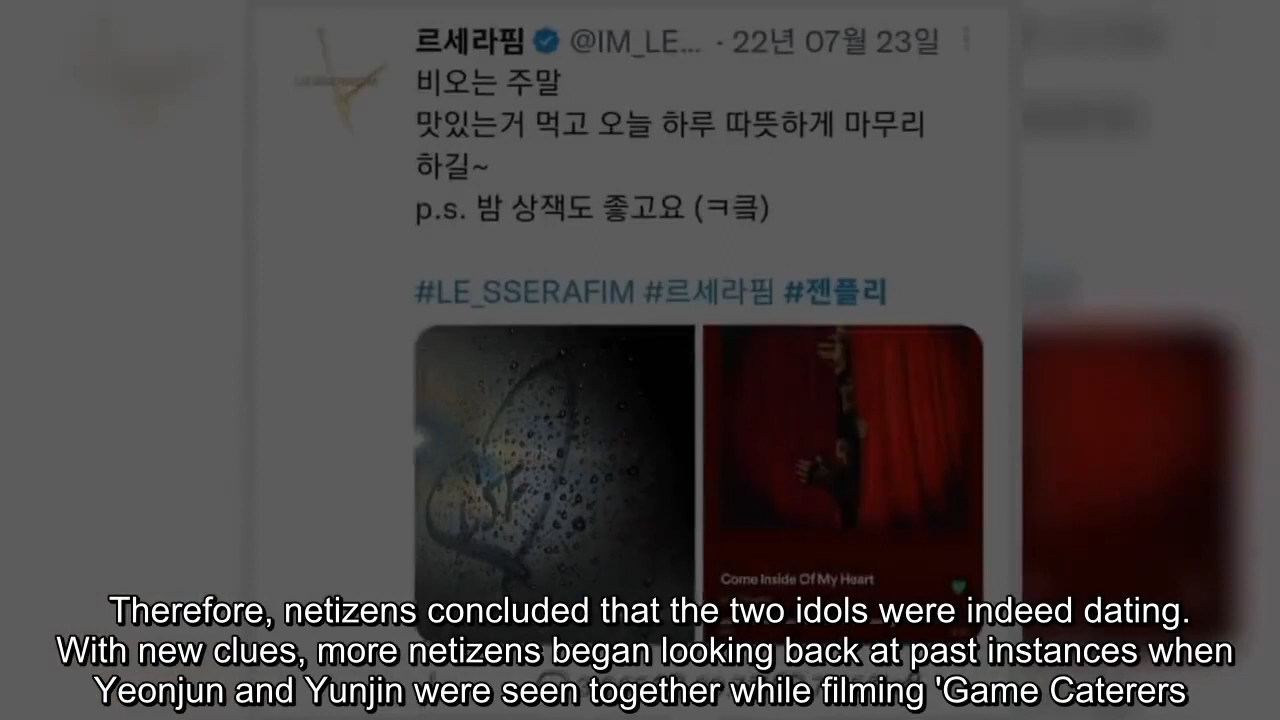 르세라핌 @IM_LE... · 22년 07월 23일
비오는 주말
맛있는거 먹고 오늘 하루 따뜻하게 마무리
하길~
p.s. 밤 상잭도 좋고요 (ㅋ킄)
#LE_SSERAFIM #르세라핌 #젠플리
Come Inside Of My Heart
Therefore, netizens concluded that the two idols were indeed dating.
With new clues, more netizens began looking back at past instances when
Yeonjun and Yunjin were seen together while filming 'Game Caterers